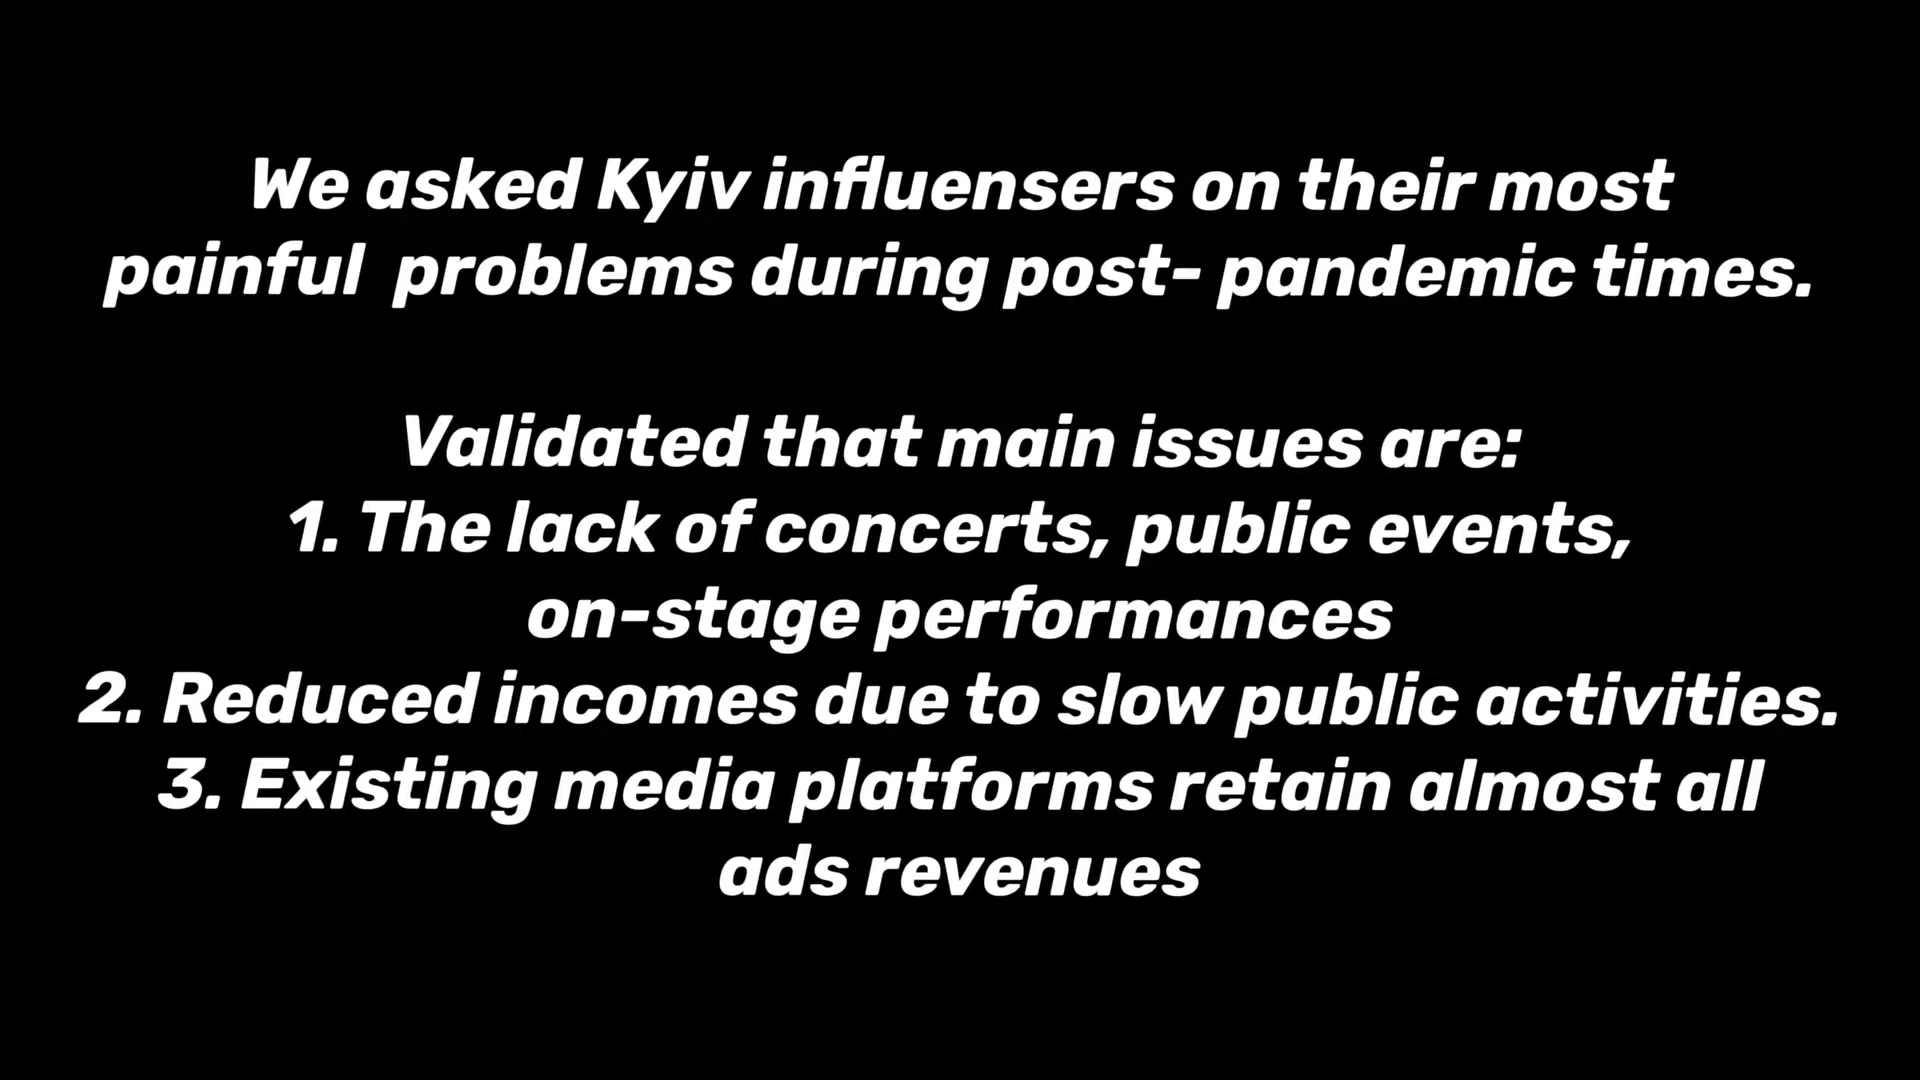 We asked Kyiv influensers on their most
painful  problems during post- pandemic times.
Validated that main issues are:
1. The lack of concerts, public events,
on-stage performances
2. Reduced incomes due to slow public activities.
3. Existing media platforms retain almost all
ads revenues